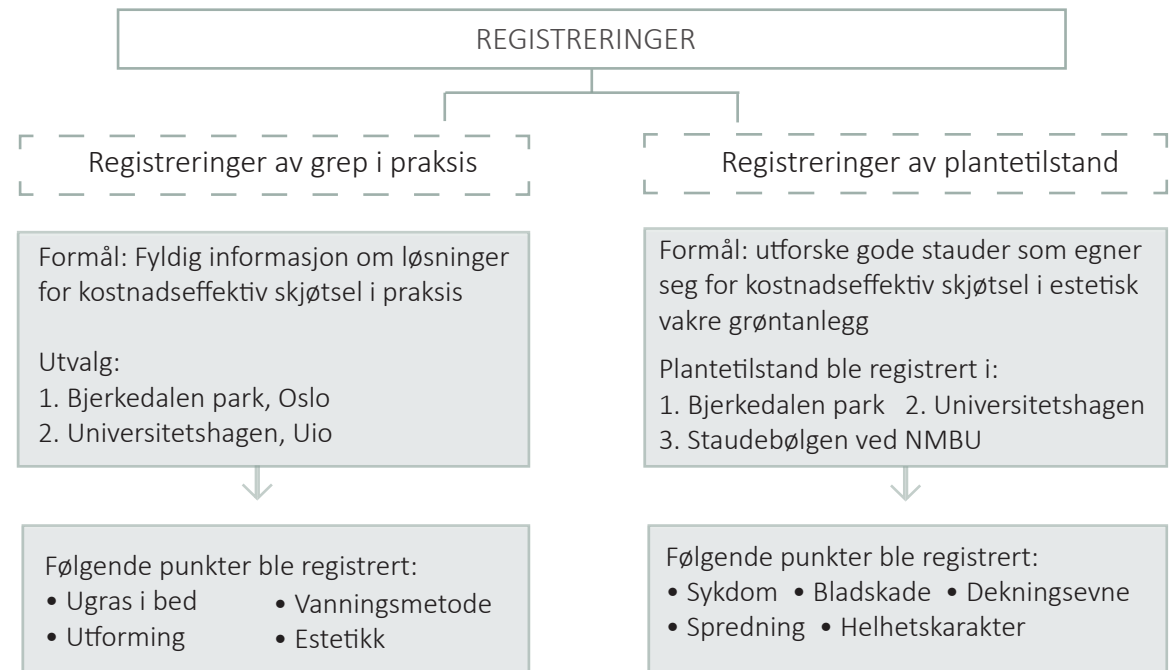 REGISTRERINGER
Registreringer av grep i praksis
Formål: Fyldig informasjon om løsninger
for kostnadseffektiv skjøtsel i praksis
Utvalg:
1. Bjerkedalen park, Oslo
2. Universitetshagen, Uio
Følgende punkter ble registrert:
• Ugras i bed • Vanningsmetode
• Utforming • Estetikk
Registreringer av plantetilstand
Formål: utforske gode stauder som egner
seg for kostnadseffektiv skjøtsel i estetisk
vakre grøntanlegg
Plantetilstand ble registrert i:
1. Bjerkedalen park 2. Universitetshagen
3. Staudebølgen ved NMBU
Følgende punkter ble registrert:
• Sykdom • Bladskade • Dekningsevne
• Spredning • Helhetskarakter